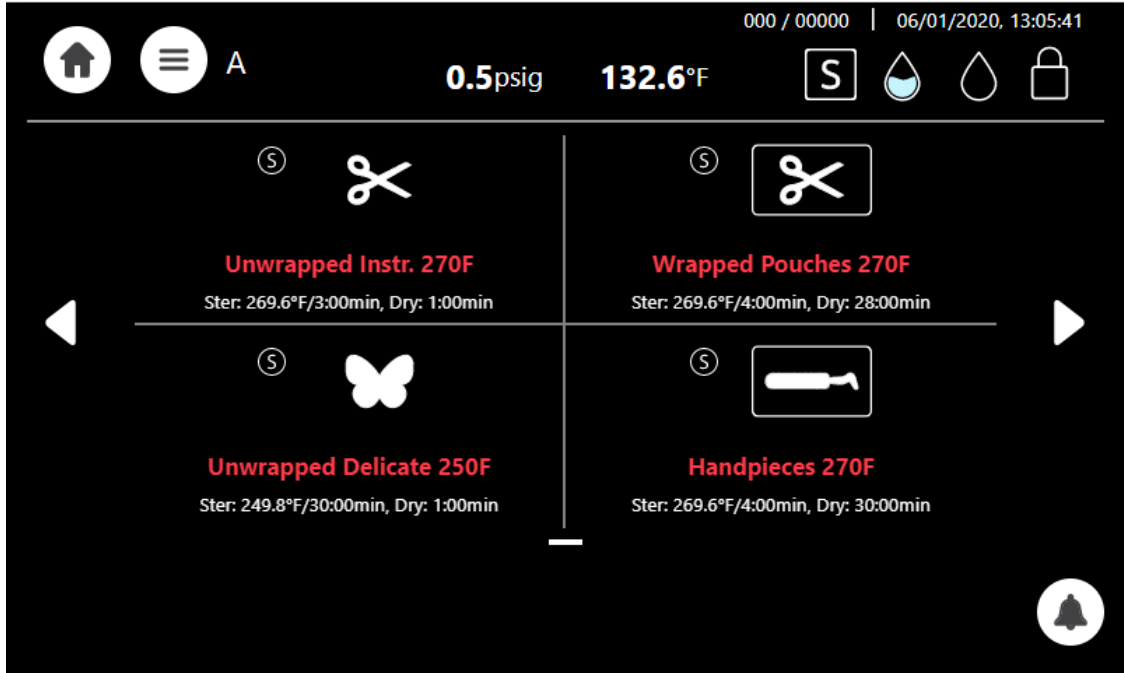 000 / 00000 | 06/01/2020, 13:05:41
A
0.5psig 132.6°F S
S S
Unwrapped Instr. 270F Wrapped Pouches 270F
Ster: 269.6°F/3:00min, Dry: 1:00min Ster: 269.6°F/4:00min, Dry: 28:00min
S S
Unwrapped Delicate 250F Handpieces 270F
Ster: 249.8°F/30:00min, Dry: 1:00min Ster: 269.6°F/4:00min, Dry: 30:00min